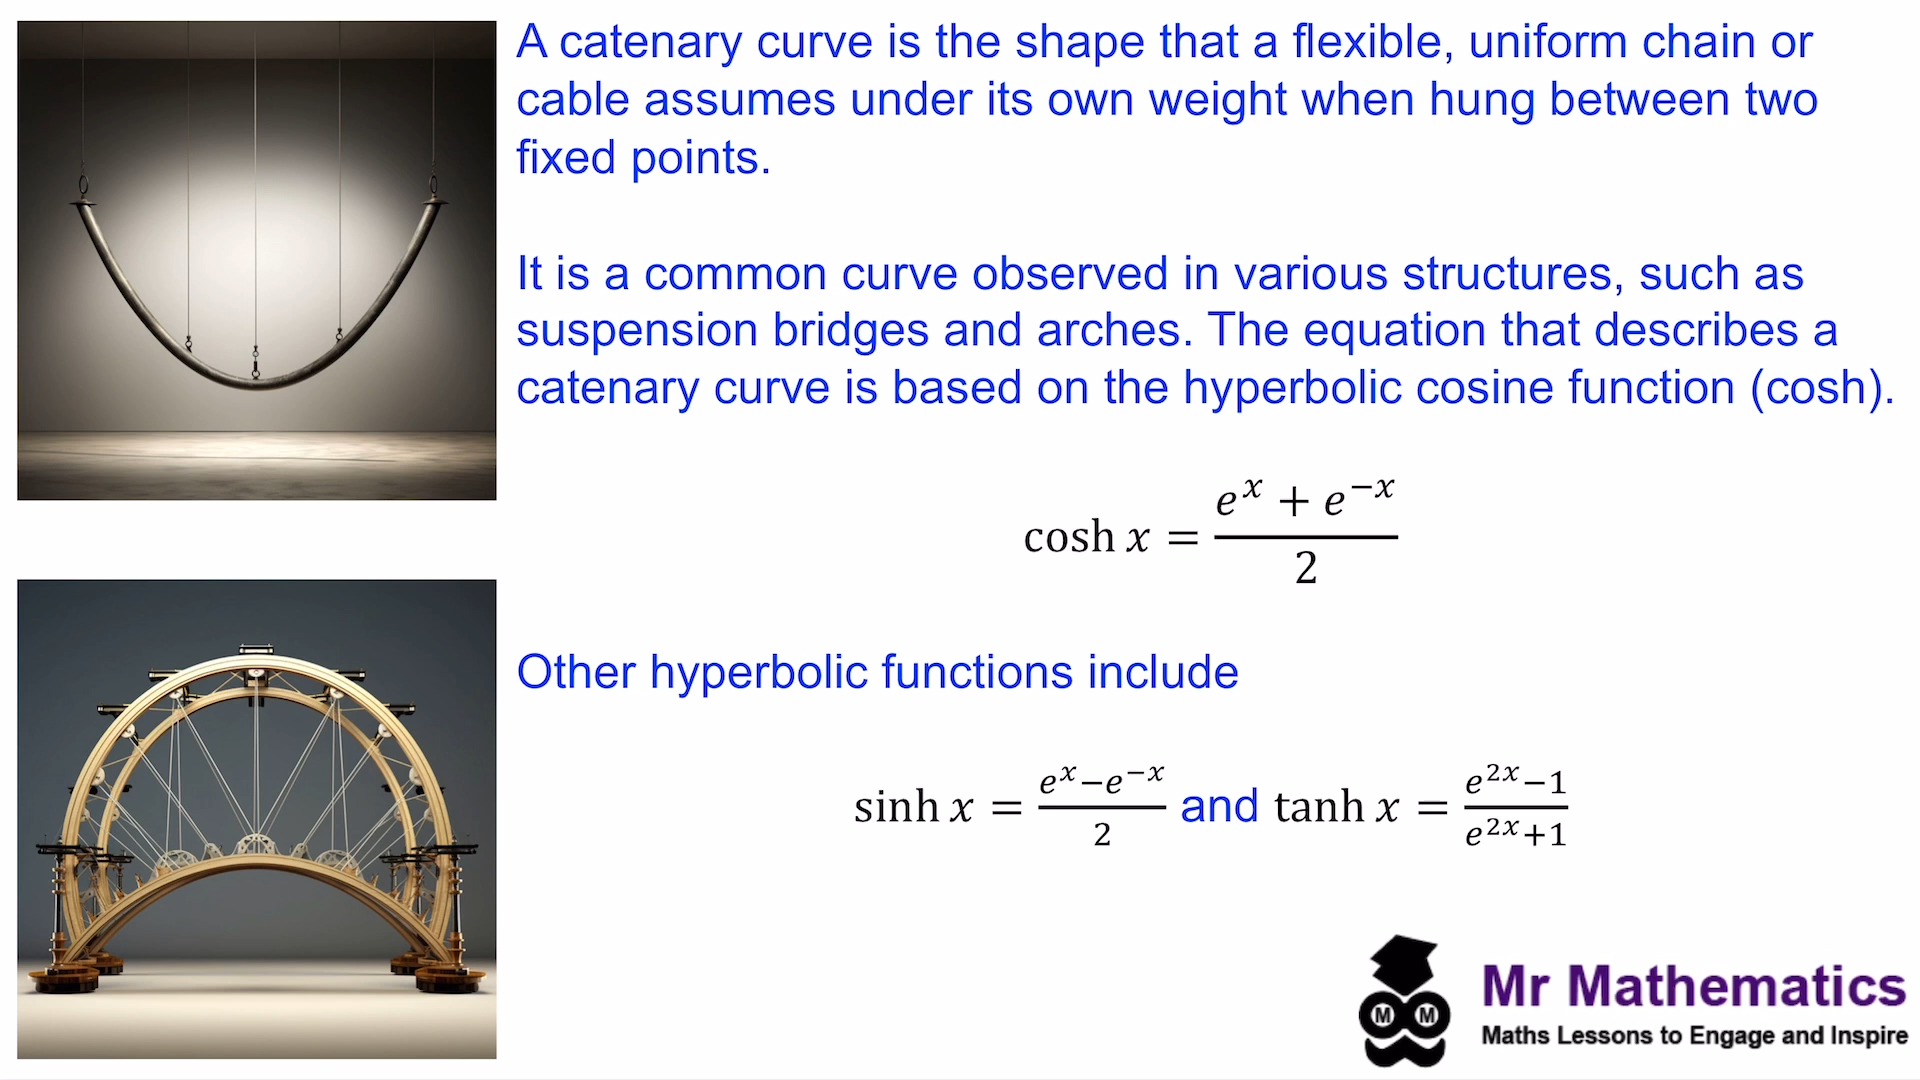 A catenary curve is the shape that a flexible, uniform chain or
cable assumes under its own weight when hung between two
fixed points.
It is a common curve observed in various structures, such as
suspension bridges and arches. The equation that describes a
catenary curve is based on the hyperbolic cosine function (cosh).
cosh x = (e^x + e^−x)/2
Other hyperbolic functions include
sinh x = (e^x−e^−x)/2 and tanh x = (e^2x−1)/(e^2x+1)
M M
Mr Mathematics
Maths Lessons to Engage and Inspire